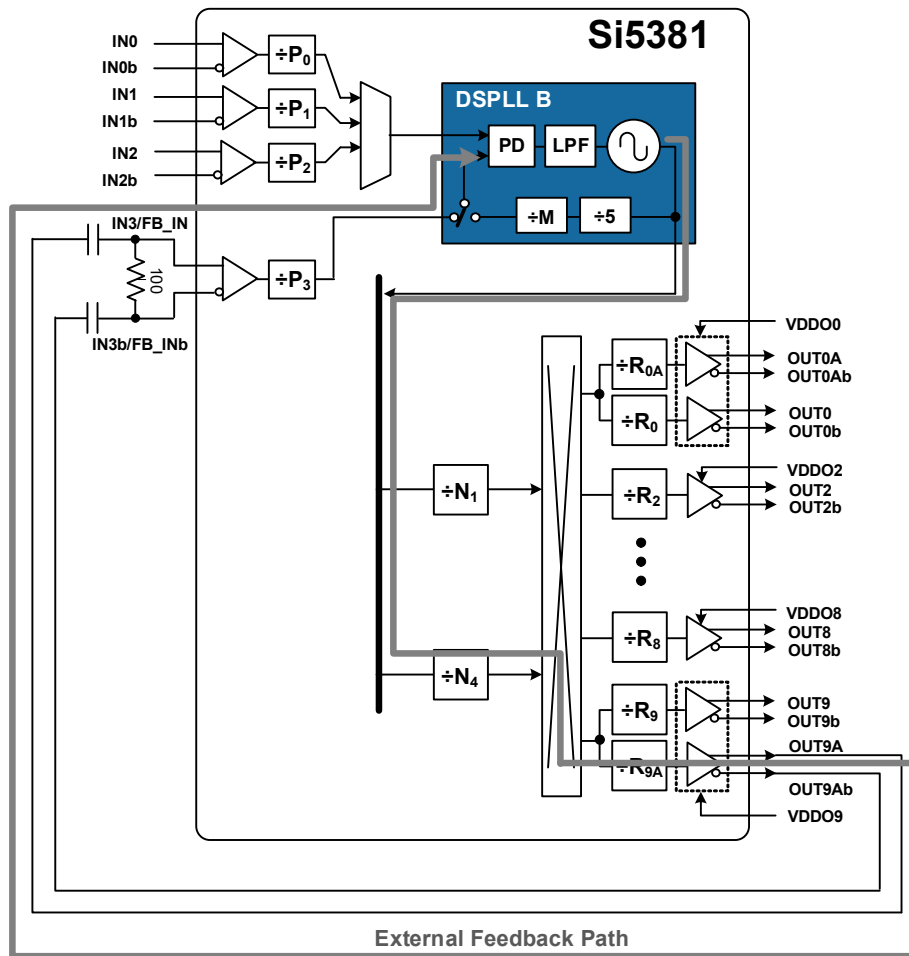 Si5381
IN0
IN0b
÷P0
IN1
IN1b
÷P1
IN2
IN2b
÷P2
DSPLL B
PD
LPF
÷M
÷5
IN3/FB_IN
100
÷P3
IN3b/FB_INb
VDDO0
÷R0A
OUT0A
OUT0Ab
÷R0
OUT0
OUT0b
÷N1
VDDO2
÷R2
OUT2
OUT2b
VDDO8
÷R8
OUT8
OUT8b
÷N4
÷R9
OUT9
OUT9b
÷R9A
OUT9A
OUT9Ab
VDDO9
External Feedback Path